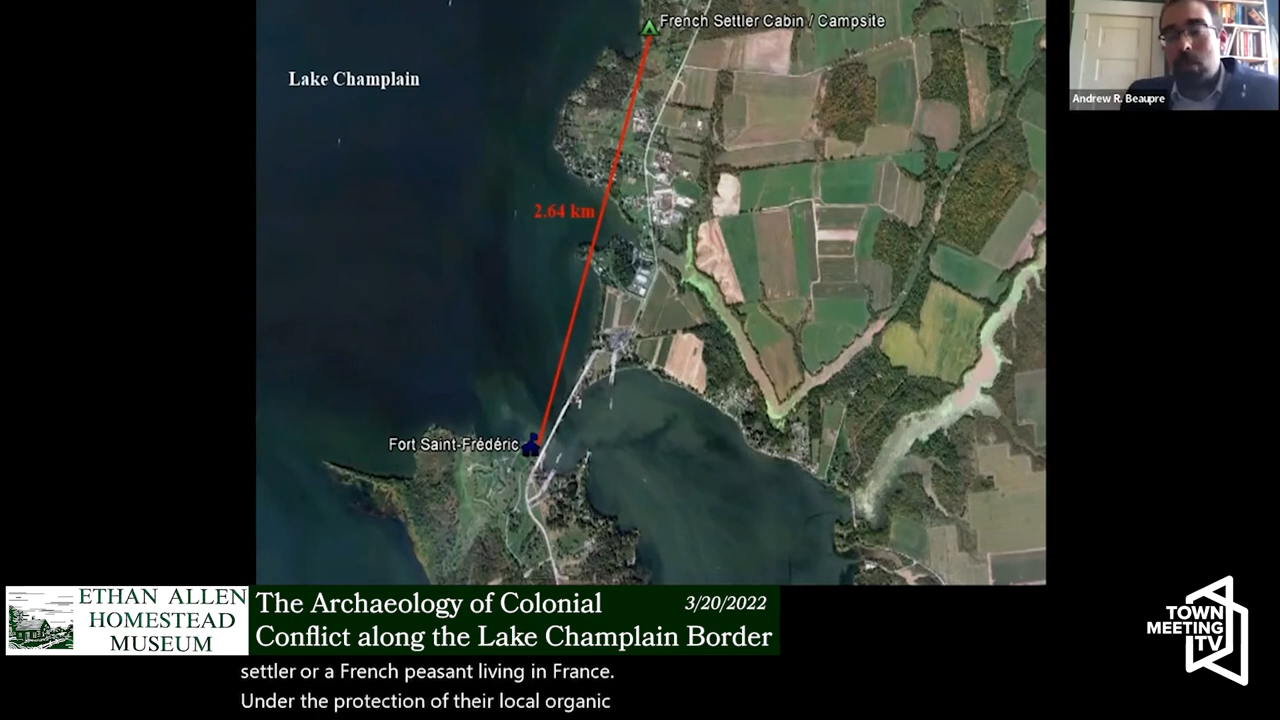 French Settler Cabin / Campsite
Lake Champlain
Andrew R. Beaupre
2.64 km
Fort Saint-Frédéric
ETHAN ALLEN
HOMESTEAD
MUSEUM
The Archaeology of Colonial
3/20/2022
Conflict along the Lake Champlain Border
TOWN
MEETING
TV
settler or a French peasant living in France.
Under the protection of their local organic